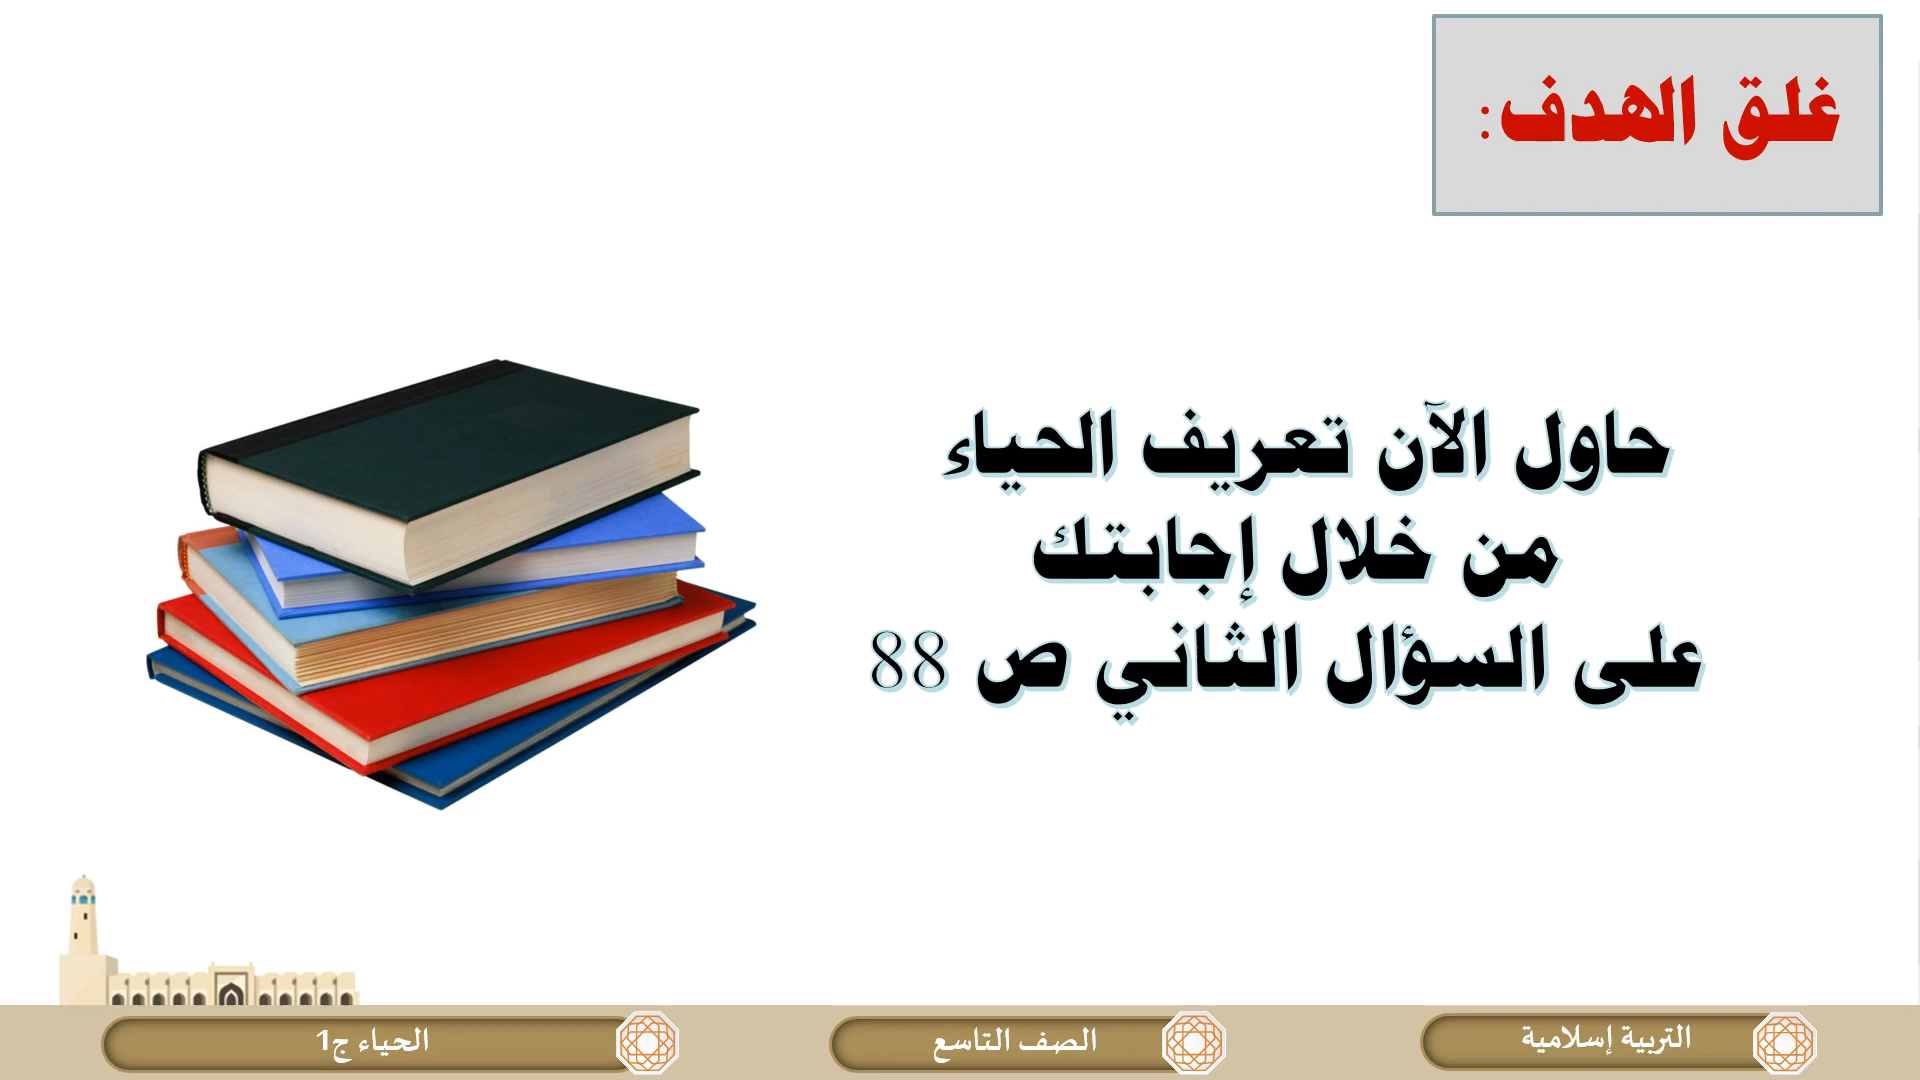 غلق الهدف:
حاول الآن تعريف الحياء
من خلال إجابتك
على السؤال الثاني ص 88
التربية إسلامية
الصف التاسع
الحياء ج1